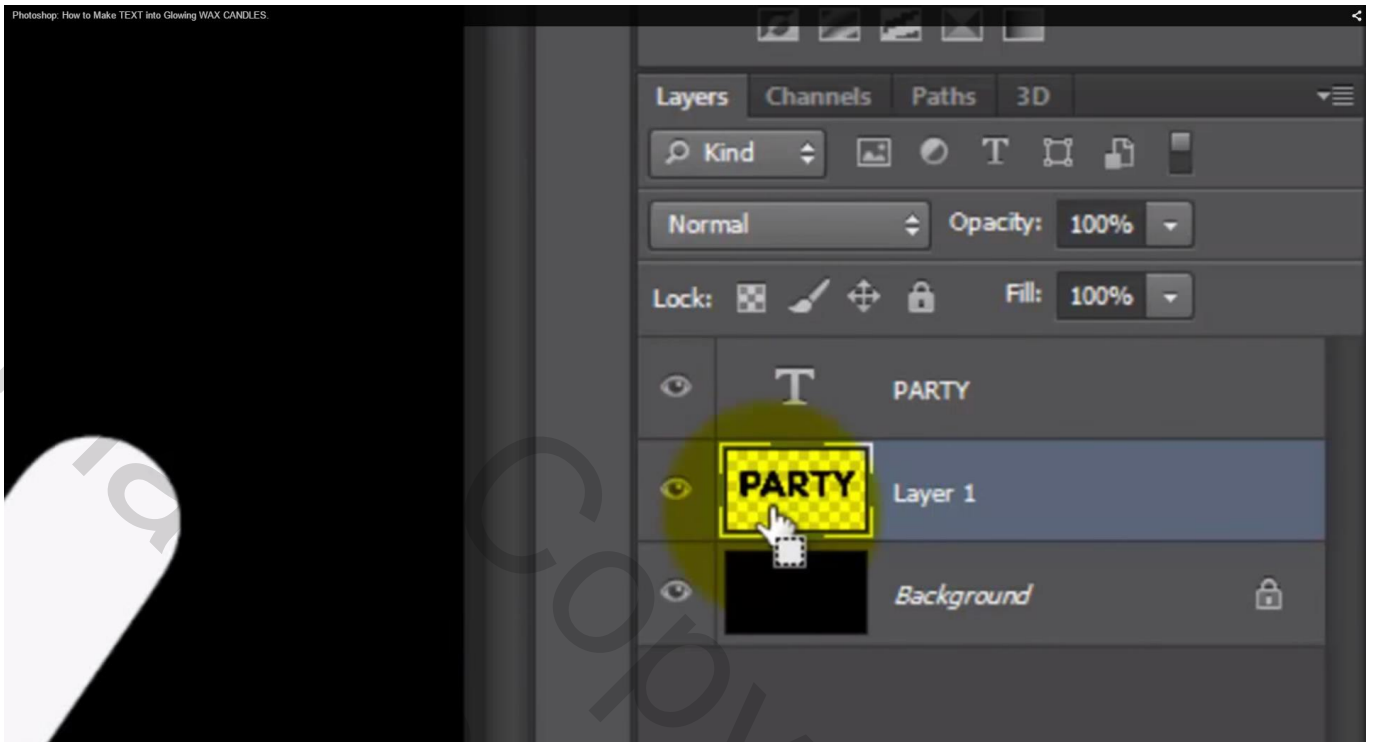 Photoshop: How to Make TEXT into Glowing WAX CANDLES.
Layers Channels Paths 3D
Kind T
Normal Opacity: 100%
Lock: Fill: 100%
T PARTY
PARTY Layer 1
Background